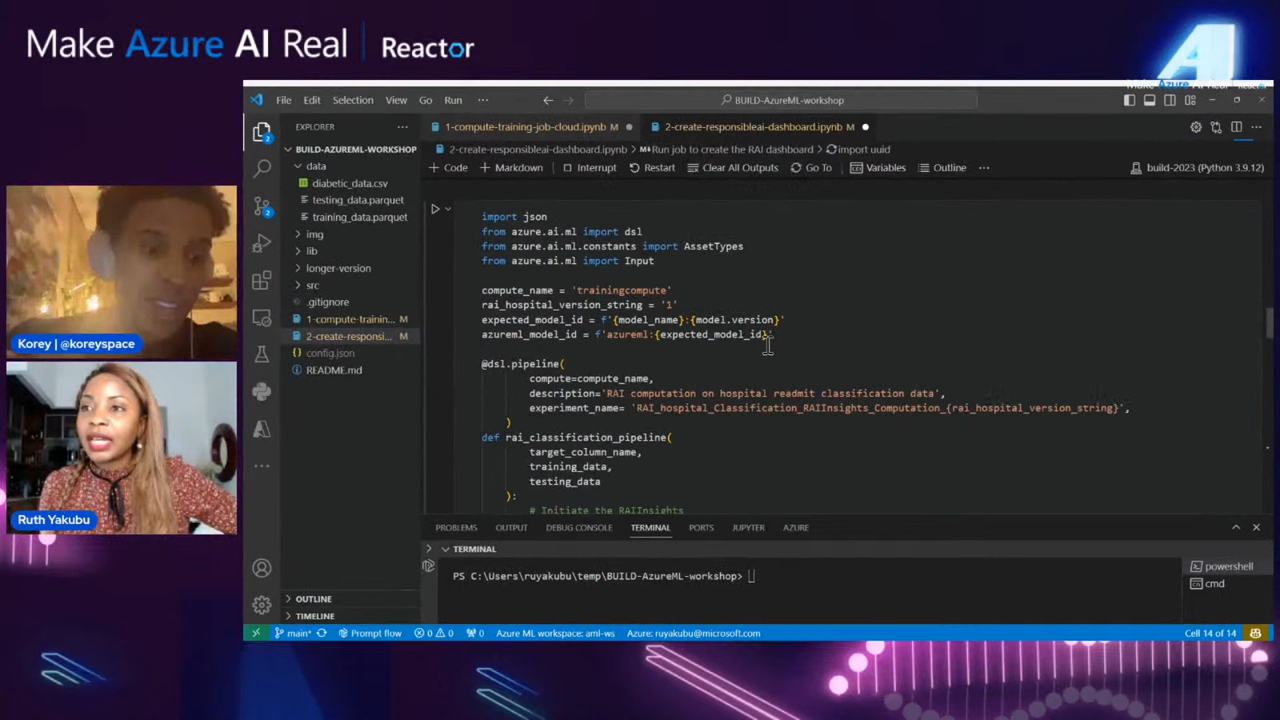 Make Azure AI Real | Reactor
AI
Make Azure AI Real | Reactor
File Edit Selection View Go Run ···
BUILD-AzureML-workshop
EXPLORER ···
BUILD-AZUREML-WORKSHOP
data
diabetic_data.csv
testing_data.parquet
training_data.parquet
img
lib
longer-version
src
.gitignore
1-compute-trainin... M
2-create-responsi... M
config.json
README.md
OUTLINE
TIMELINE
1-compute-training-job-cloud.ipynb M
2-create-responsibleai-dashboard.ipynb M
2-create-responsibleai-dashboard.ipynb > Run job to create the RAI dashboard > import uuid
+ Code + Markdown Interrupt Restart Clear All Outputs Go To Variables Outline ··· build-2023 (Python 3.9.12)
import json
from azure.ai.ml import dsl
from azure.ai.ml.constants import AssetTypes
from azure.ai.ml import Input
compute_name = 'trainingcompute'
rai_hospital_version_string = '1'
expected_model_id = f'{model_name}:{model.version}'
azureml_model_id = f'azureml:{expected_model_id}'
@dsl.pipeline(
compute=compute_name,
description='RAI computation on hospital readmit classification data',
experiment_name= 'RAI_hospital_Classification_RAIInsights_Computation_{rai_hospital_version_string}',
)
def rai_classification_pipeline(
target_column_name,
training_data,
testing_data
):
# Initiate the RAIInsights
PROBLEMS OUTPUT DEBUG CONSOLE TERMINAL PORTS JUPYTER AZURE
TERMINAL
PS C:\Users\ruyakubu\temp\BUILD-AzureML-workshop>
powershell
cmd
main* Prompt flow 0 0 0 Azure ML workspace: aml-ws Azure: ruyakubu@microsoft.com Cell 14 of 14
Korey | @koreyspace
Ruth Yakubu